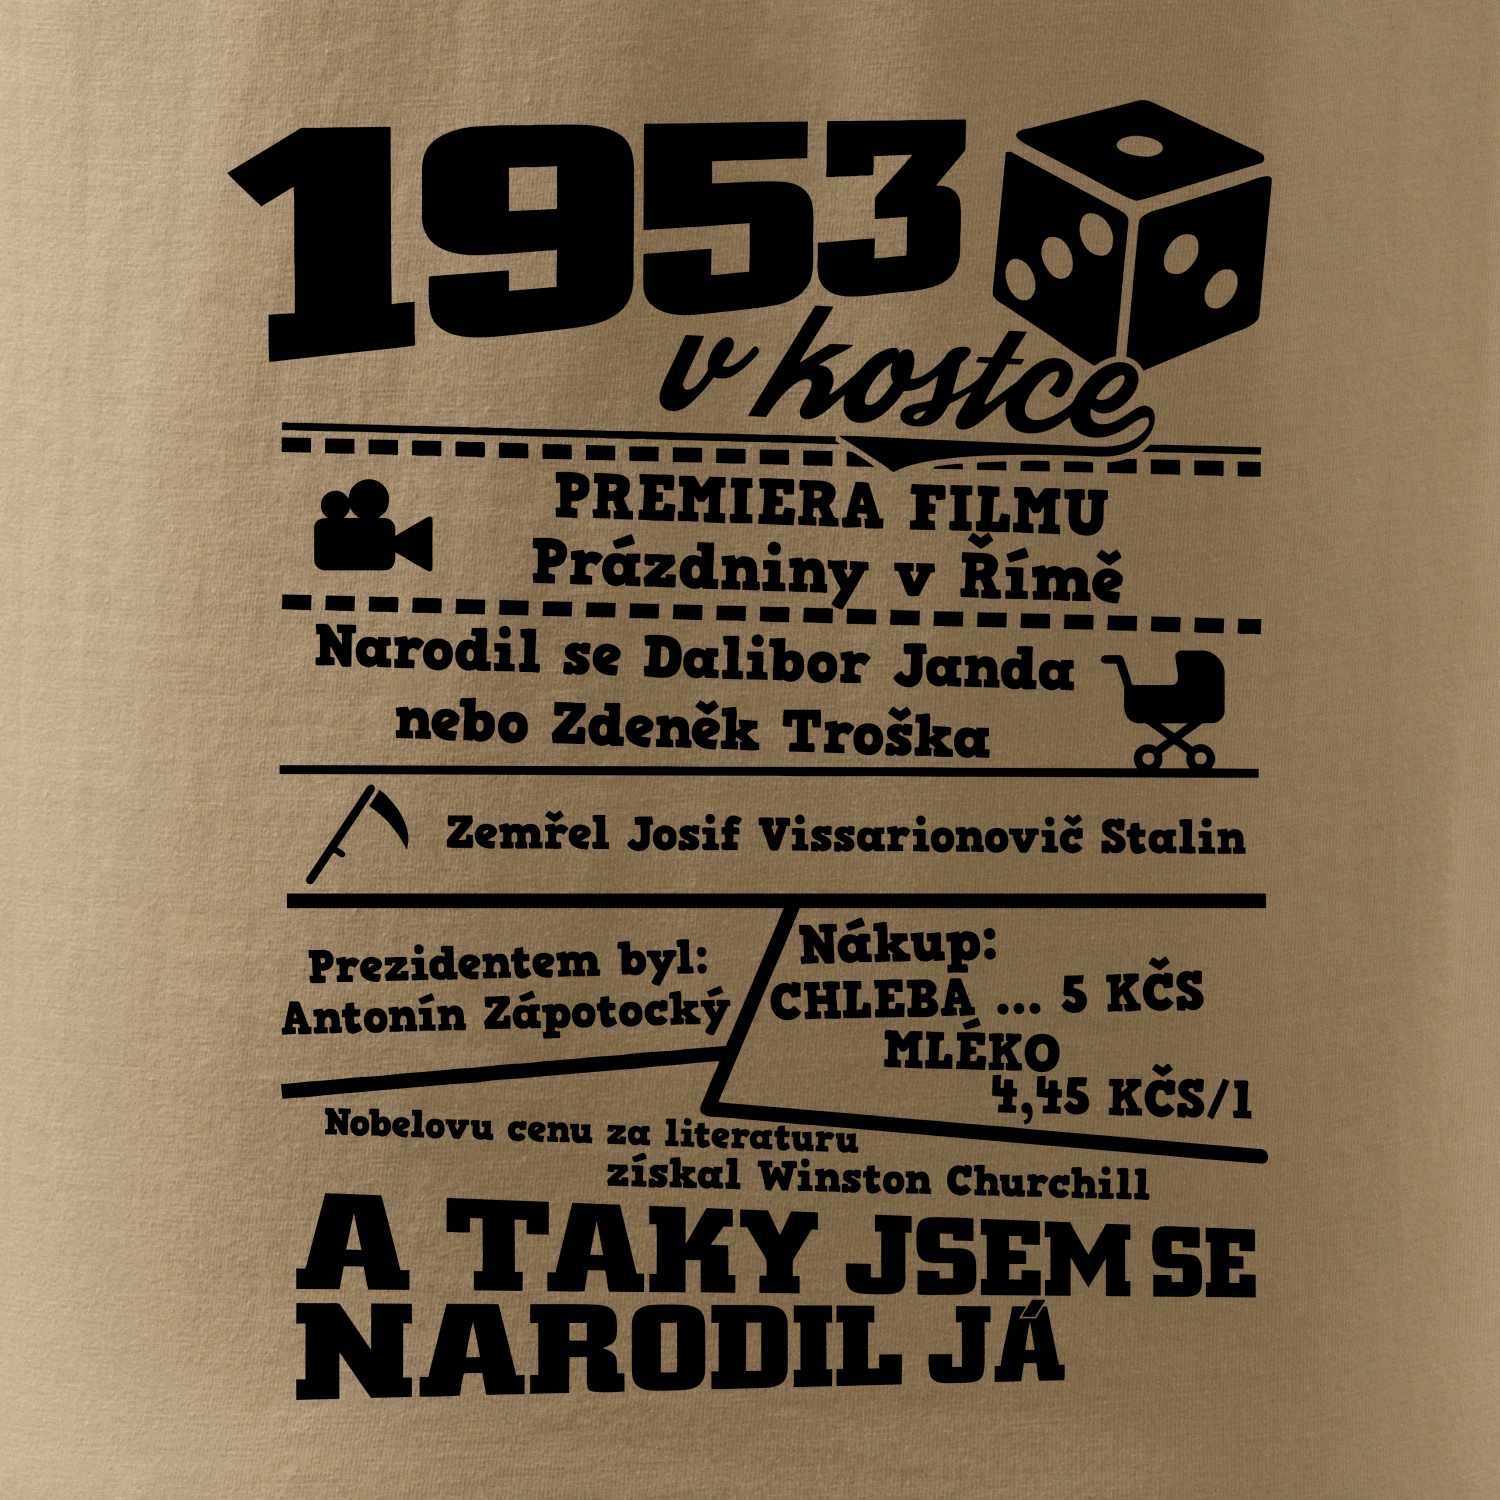 1953
v kostce
PREMIERA FILMU
Prázdniny v Římě
Narodil se Dalibor Janda
nebo Zdeněk Troška
Zemřel Josif Vissarionovič Stalin
Prezidentem byl:
Antonín Zápotocký
Nákup:
CHLEBA ... 5 KČS
MLÉKO
4,45 KČS/l
Nobelovu cenu za literaturu
získal Winston Churchill
A TAKY JSEM SE
NARODIL JÁ